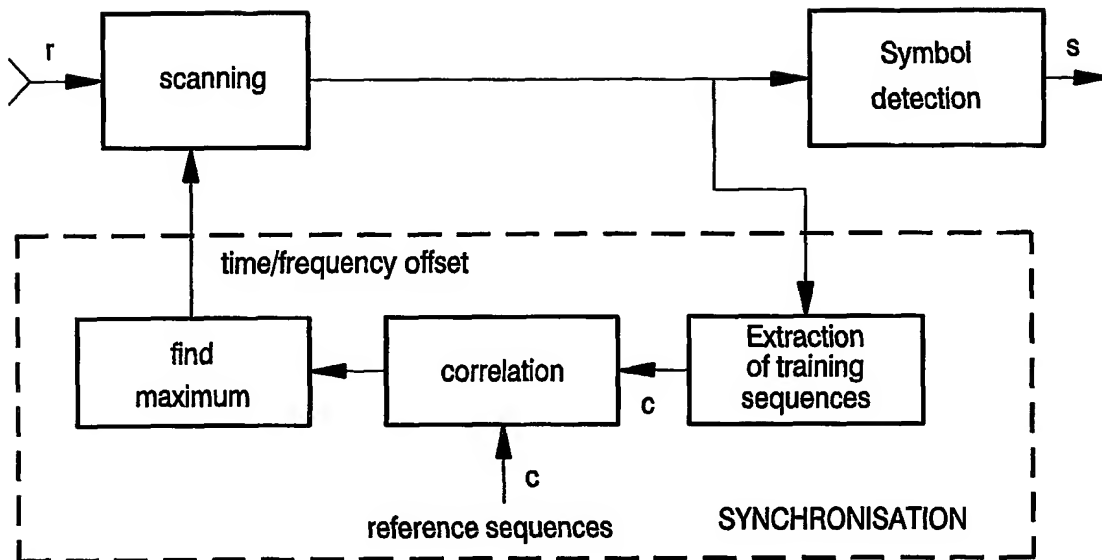 r
scanning
Symbol
detection
s
time/frequency offset
find
maximum
correlation
Extraction
of training
sequences
c
c
reference sequences
SYNCHRONISATION